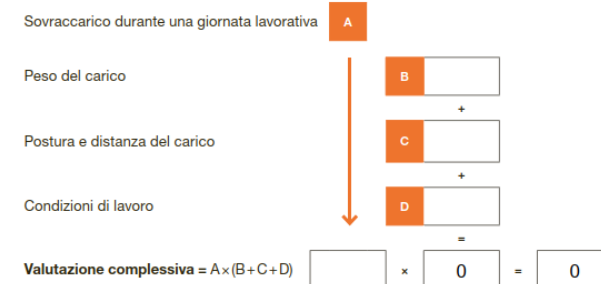 Sovraccarico durante una giornata lavorativa A
Peso del carico B
+
Postura e distanza del carico C
+
Condizioni di lavoro D
=
Valutazione complessiva = A×(B+C+D) × 0 = 0